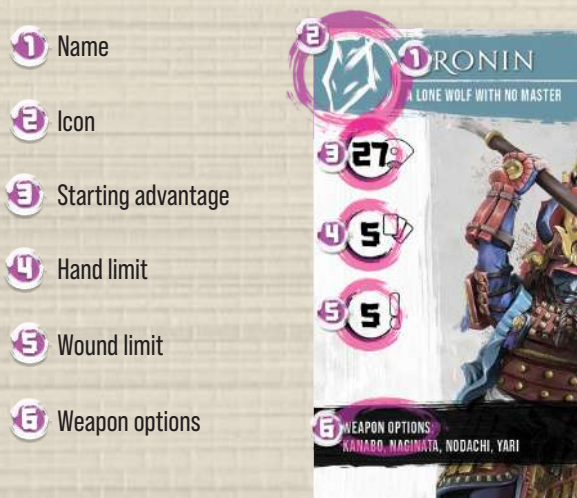 1 Name
2 Icon
3 Starting advantage
4 Hand limit
5 Wound limit
6 Weapon options
2
1 RONIN
A LONE WOLF WITH NO MASTER
3 27
4 5
5 5
6 WEAPON OPTIONS:
KANABO, NAGINATA, NODACHI, YARI